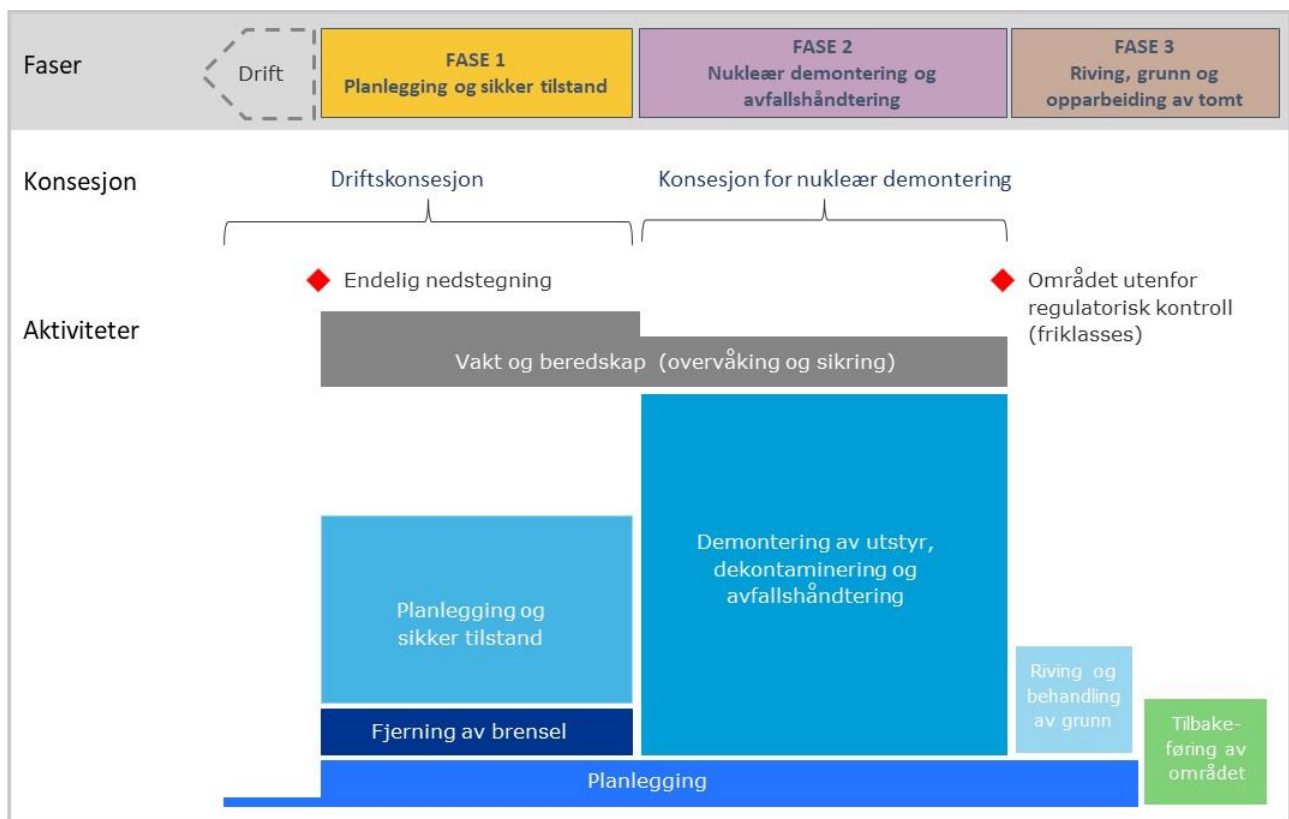 Faser
Drift
FASE 1
Planlegging og sikker tilstand
FASE 2
Nukleær demontering og
avfallshåndtering
FASE 3
Riving, grunn og
opparbeiding av tomt
Konsesjon
Driftskonsesjon
Konsesjon for nukleær demontering
Endelig nedstegning
Området utenfor
regulatorisk kontroll
(friklasses)
Aktiviteter
Vakt og beredskap (overvåking og sikring)
Planlegging og
sikker tilstand
Demontering av utstyr,
dekontaminering og
avfallshåndtering
Riving og
behandling
av grunn
Fjerning av brensel
Tilbake-
føring av
området
Planlegging